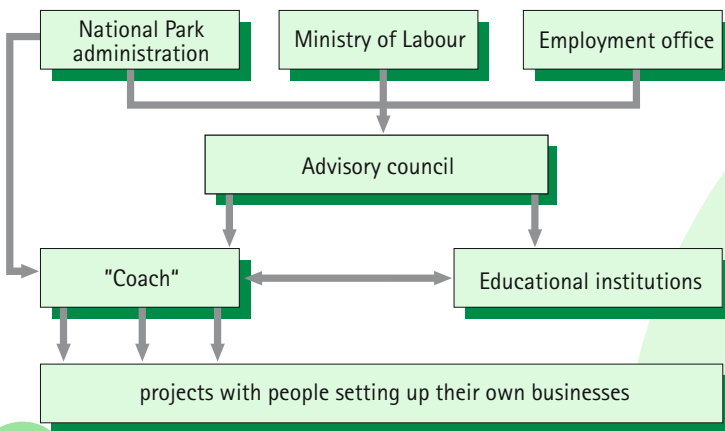 National Park
administration
Ministry of Labour
Employment office
Advisory council
"Coach“
Educational institutions
projects with people setting up their own businesses